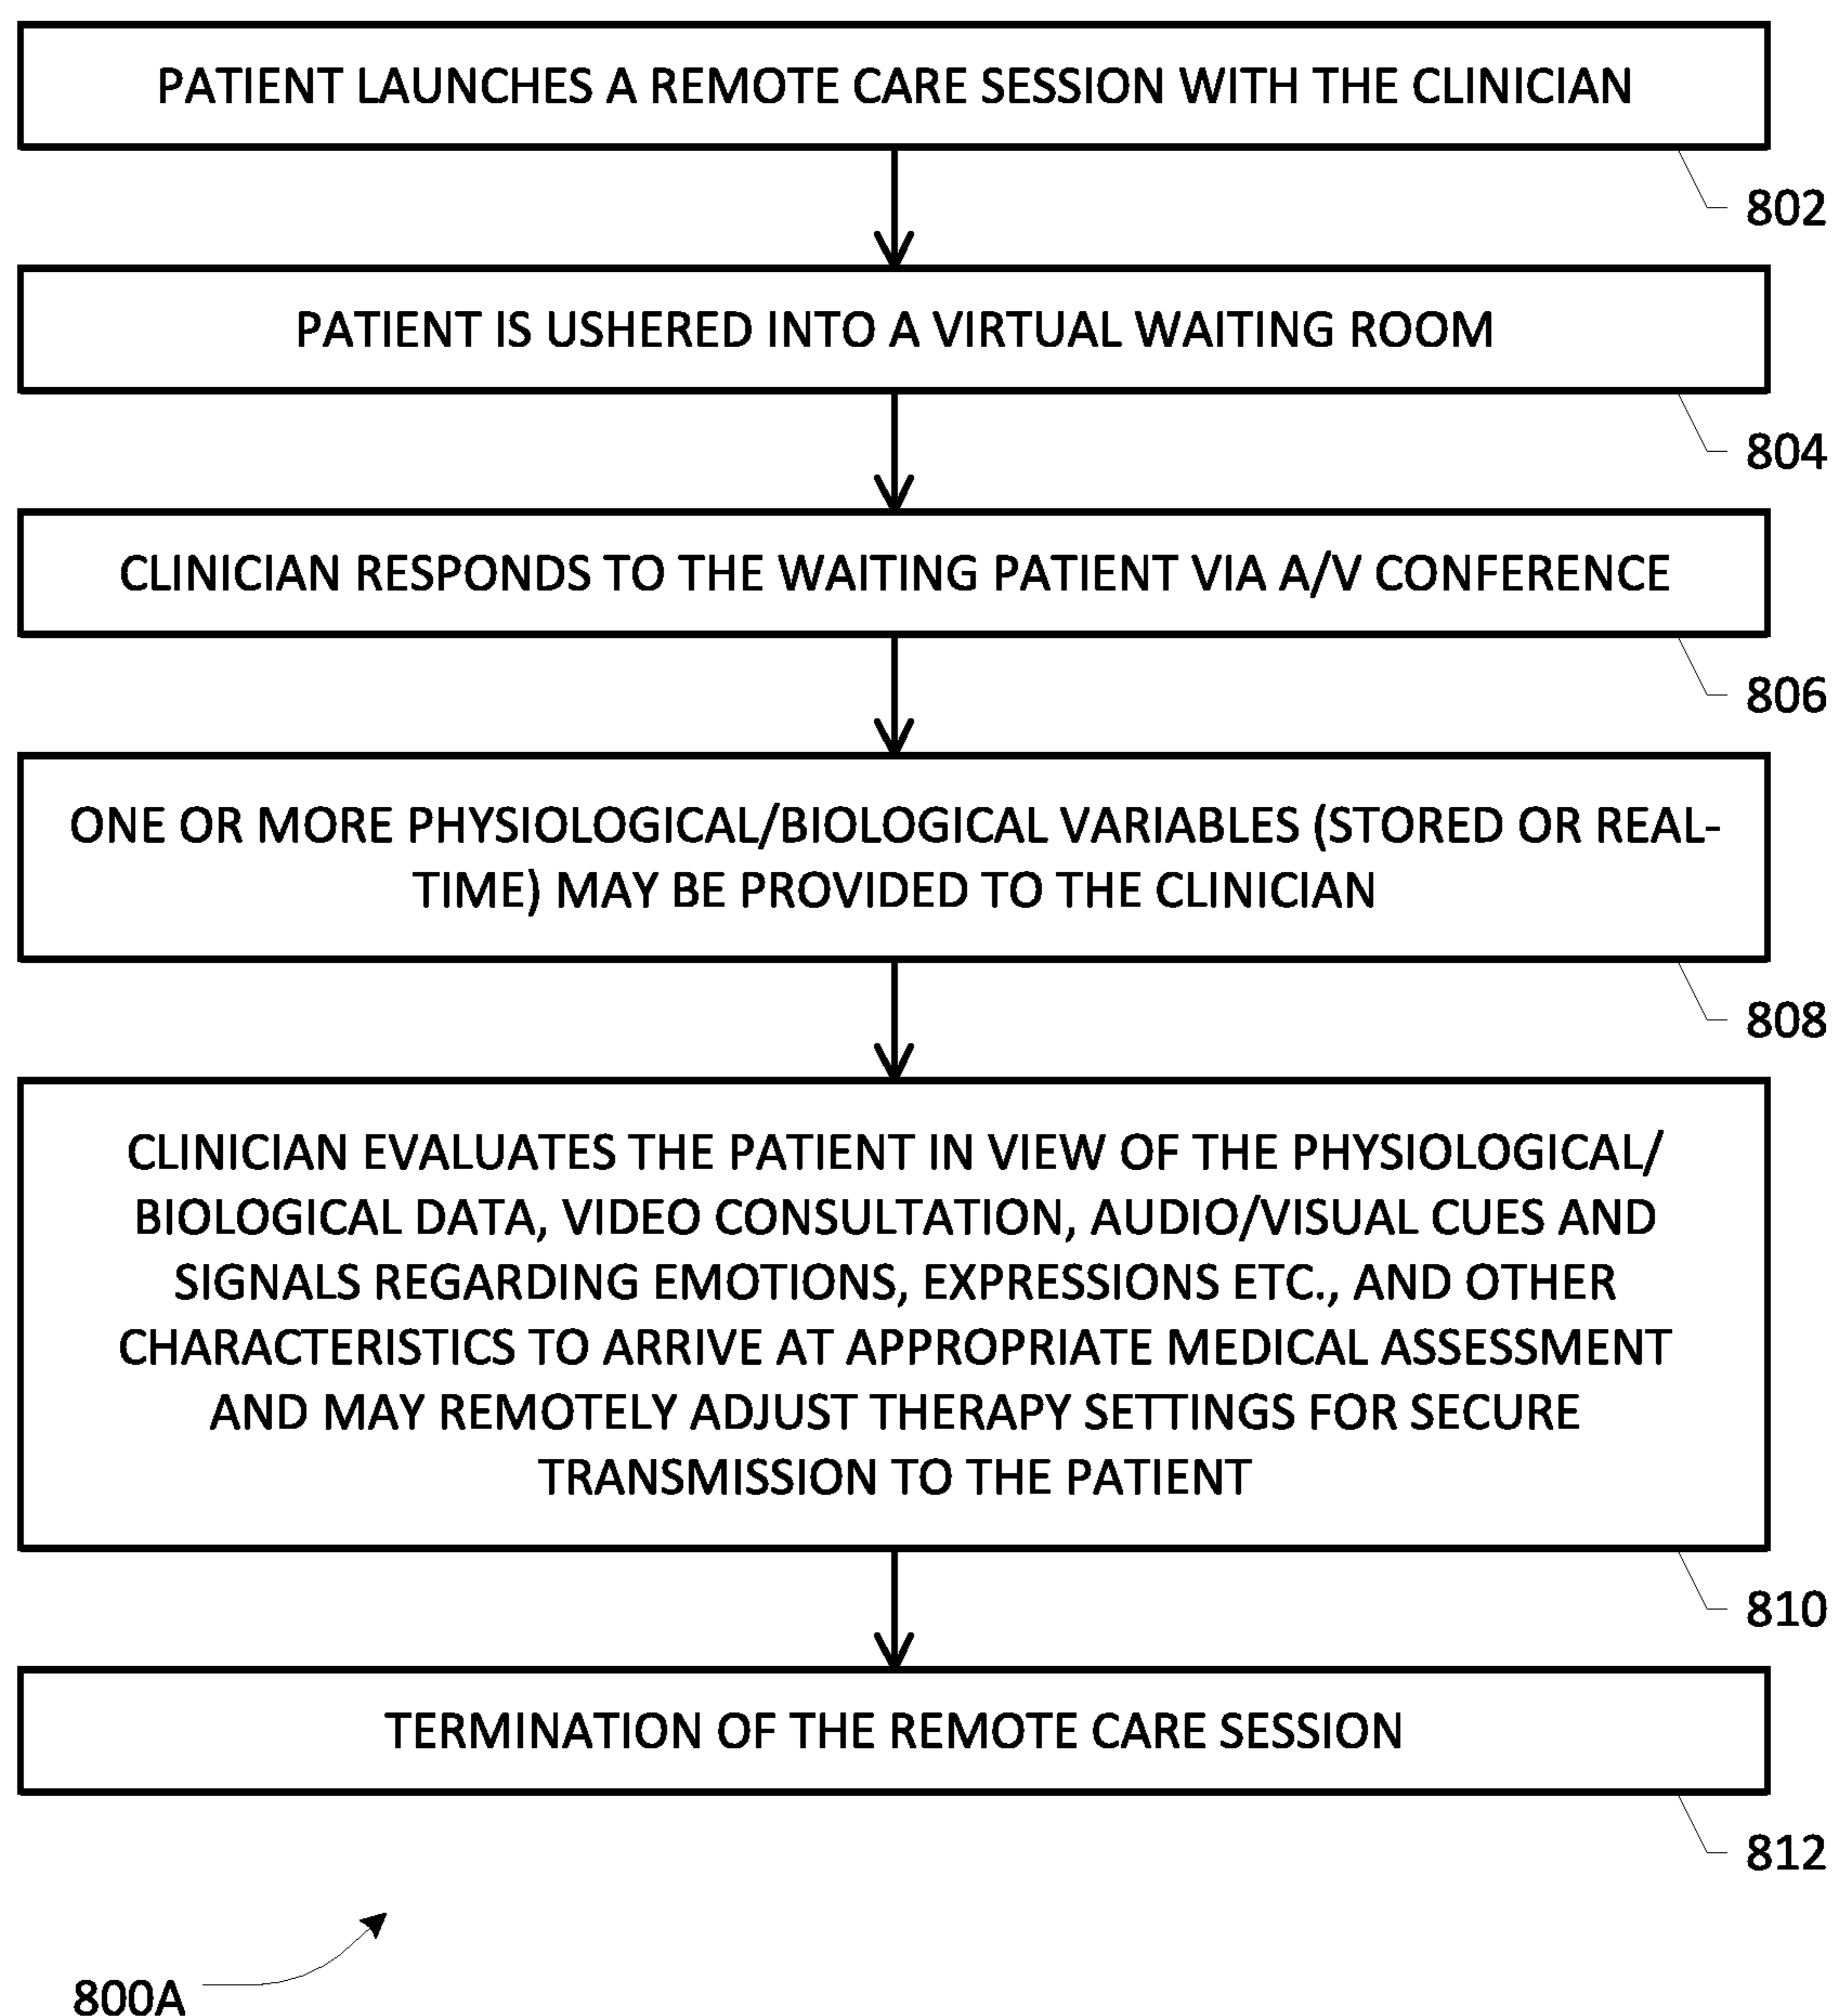 PATIENT LAUNCHES A REMOTE CARE SESSION WITH THE CLINICIAN
802
PATIENT IS USHERED INTO A VIRTUAL WAITING ROOM
804
CLINICIAN RESPONDS TO THE WAITING PATIENT VIA A/V CONFERENCE
806
ONE OR MORE PHYSIOLOGICAL/BIOLOGICAL VARIABLES (STORED OR REAL-
TIME) MAY BE PROVIDED TO THE CLINICIAN
808
CLINICIAN EVALUATES THE PATIENT IN VIEW OF THE PHYSIOLOGICAL/
BIOLOGICAL DATA, VIDEO CONSULTATION, AUDIO/VISUAL CUES AND
SIGNALS REGARDING EMOTIONS, EXPRESSIONS ETC., AND OTHER
CHARACTERISTICS TO ARRIVE AT APPROPRIATE MEDICAL ASSESSMENT
AND MAY REMOTELY ADJUST THERAPY SETTINGS FOR SECURE
TRANSMISSION TO THE PATIENT
810
TERMINATION OF THE REMOTE CARE SESSION
812
800A